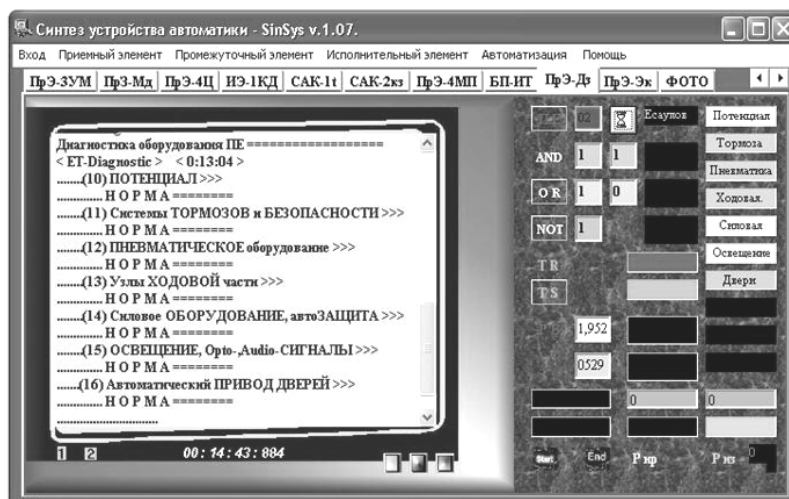 Синтез устройства автоматики - SinSys v.1.07.
Вход Приемный элемент Промежуточный элемент Исполнительный элемент Автоматизация Помощь
ПрЭ-3УМ ПрЭ-Мд ПрЭ-4Ц ИЭ-1КД САК-1t САК-2кз ПрЭ-4МП БП-ИТ ПрЭ-Дз ПрЭ-Эк ФОТО
Диагностика оборудования ПЕ ==================
< ET-Diagnostic > < 0:13:04 >
.......(10) ПОТЕНЦИАЛ >>>
.............. Н О Р М А ========
.......(11) Системы ТОРМОЗОВ и БЕЗОПАСНОСТИ >>>
.............. Н О Р М А ========
.......(12) ПНЕВМАТИЧЕСКОЕ оборудование >>>
.............. Н О Р М А ========
.......(13) Узлы ХОДОВОЙ части >>>
.............. Н О Р М А ========
.......(14) Силовое ОБОРУДОВАНИЕ, автоЗАЩИТА >>>
.............. Н О Р М А ========
.......(15) ОСВЕЩЕНИЕ, Opto-,Audio-СИГНАЛЫ >>>
.............. Н О Р М А ========
.......(16) Автоматический ПРИВОД ДВЕРЕЙ >>>
.............. Н О Р М А ========
..............................
1 2 00:14:43:884
02 Есаулов Потенциал
Тормоза
AND 1 1
Пневматика
O R 1 0 Ходовая.
NOT 1 Силовая
T R Освещение
T S Двери
1,952
0529
0 0
Start End Р нр Р нз 0